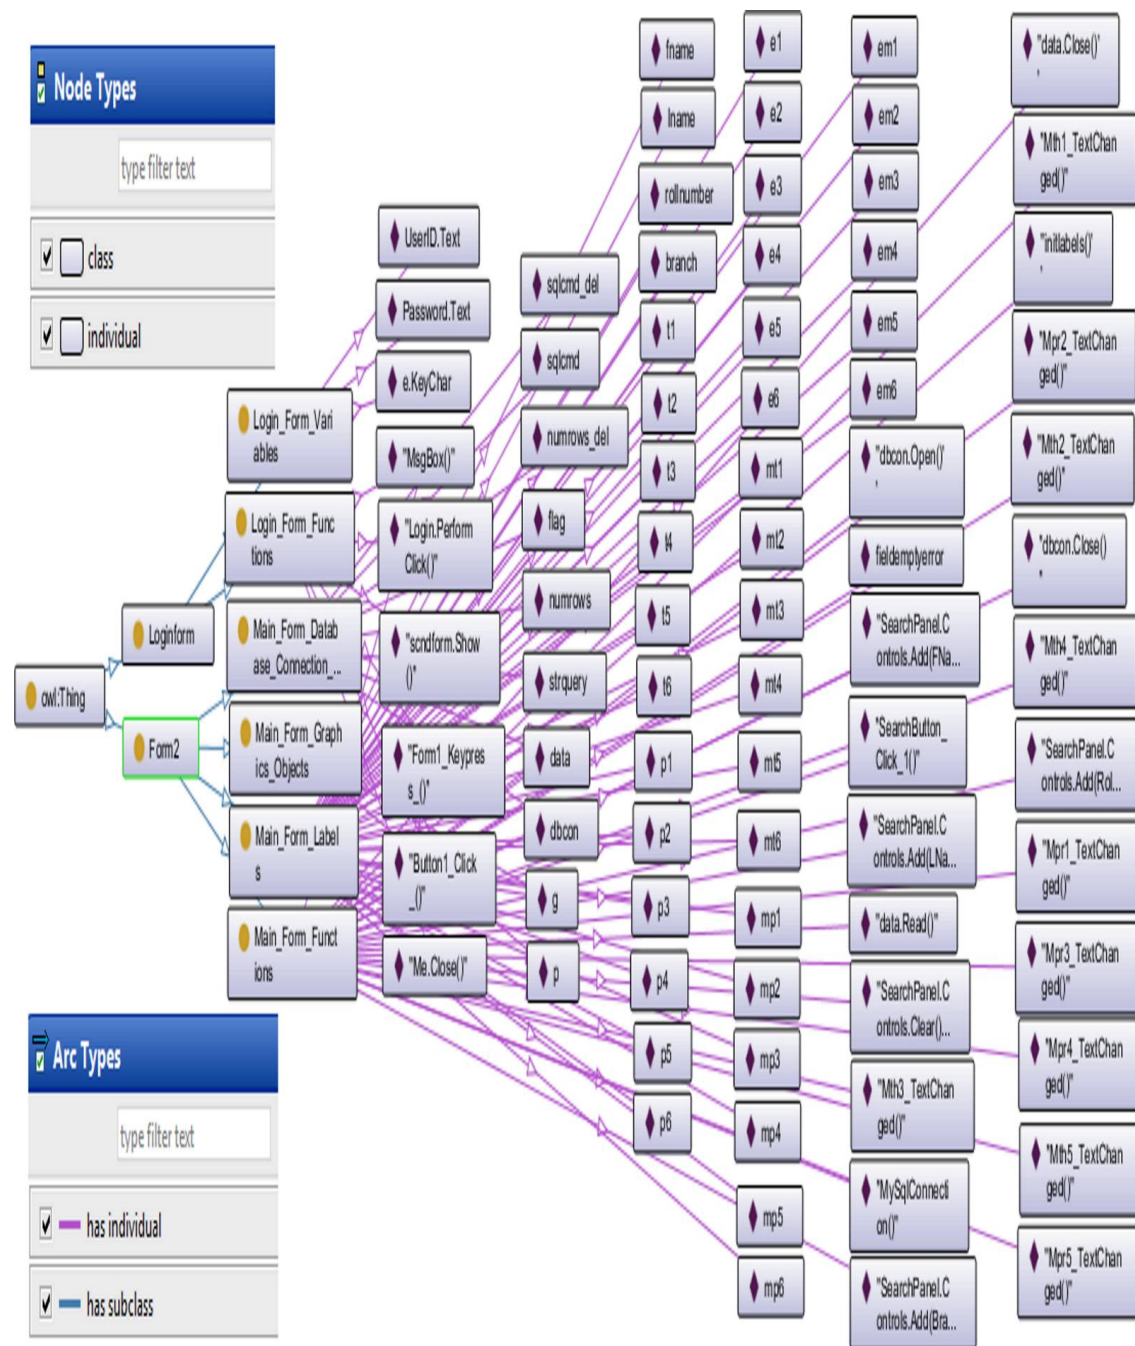 Node Types
type filter text
class
individual
owl:Thing
Loginform
Form2
Login_Form_Vari
ables
Login_Form_Func
tions
Main_Form_Datab
ase_Connection_...
Main_Form_Graph
ics_Objects
Main_Form_Label
s
Main_Form_Funct
ions
UserID.Text
Password.Text
e.KeyChar
"MsgBox()"
"Login.Perform
Click()"
"scndform.Show
()"
"Form1_Keypres
s_()"
"Button1_Click
_()"
"Me.Close()"
sqlcmd_del
sqlcmd
numrows_del
flag
numrows
strquery
data
dbcon
g
p
fname
lname
rollnumber
branch
t1
t2
t3
t4
t5
t6
p1
p2
p3
p4
p5
p6
e1
e2
e3
e4
e5
e6
mt1
mt2
mt3
mt4
mt5
mt6
mp1
mp2
mp3
mp4
mp5
mp6
em1
em2
em3
em4
em5
em6
"dbcon.Open()'
'
fieldemptyerror
"SearchPanel.C
ontrols.Add(FNa...
"SearchButton_
Click_1()"
"SearchPanel.C
ontrols.Add(LNa...
"data.Read()"
"SearchPanel.C
ontrols.Clear()...
"Mth3_TextChan
ged()"
"MySqlConnecti
on()"
"SearchPanel.C
ontrols.Add(Bra...
"data.Close()'
'
"Mth1_TextChan
ged()"
"initlabels()'
'
"Mpr2_TextChan
ged()"
"Mth2_TextChan
ged()"
"dbcon.Close()
"
"Mth4_TextChan
ged()"
"SearchPanel.C
ontrols.Add(Rol...
"Mpr1_TextChan
ged()"
"Mpr3_TextChan
ged()"
"Mpr4_TextChan
ged()"
"Mth5_TextChan
ged()"
"Mpr5_TextChan
ged()"
Arc Types
type filter text
has individual
has subclass